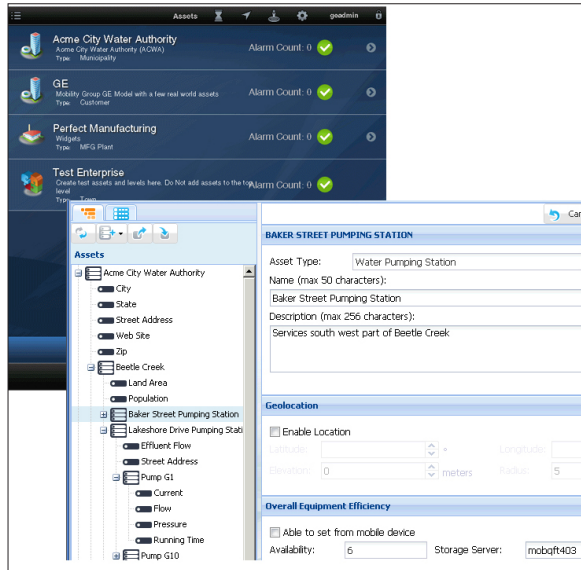 Assets geadmin
Acme City Water Authority
Acme City Water Authority (ACWA)
Type: Municipality
Alarm Count: 0
GE
Mobility Group GE Model with a few real world assets
Type: Customer
Alarm Count: 0
Perfect Manufacturing
Widgets
Type: MFG Plant
Alarm Count: 0
Test Enterprise
Create test assets and levels here. Do Not add assets to the top
level
Type: Town
Alarm Count: 0
Assets
Acme City Water Authority
City
State
Street Address
Web Site
Zip
Beetle Creek
Land Area
Population
Baker Street Pumping Station
Lakeshore Drive Pumping Stati
Effluent Flow
Street Address
Pump G1
Current
Flow
Pressure
Running Time
Pump G10
Can
BAKER STREET PUMPING STATION
Asset Type: Water Pumping Station
Name (max 50 characters):
Baker Street Pumping Station
Description (max 256 characters):
Services south west part of Beetle Creek
Geolocation
Enable Location
Latitude: ° Longitude:
Elevation: 0 meters Radius: 5
Overall Equipment Efficiency
Able to set from mobile device
Availability: 6 Storage Server: mobqft403